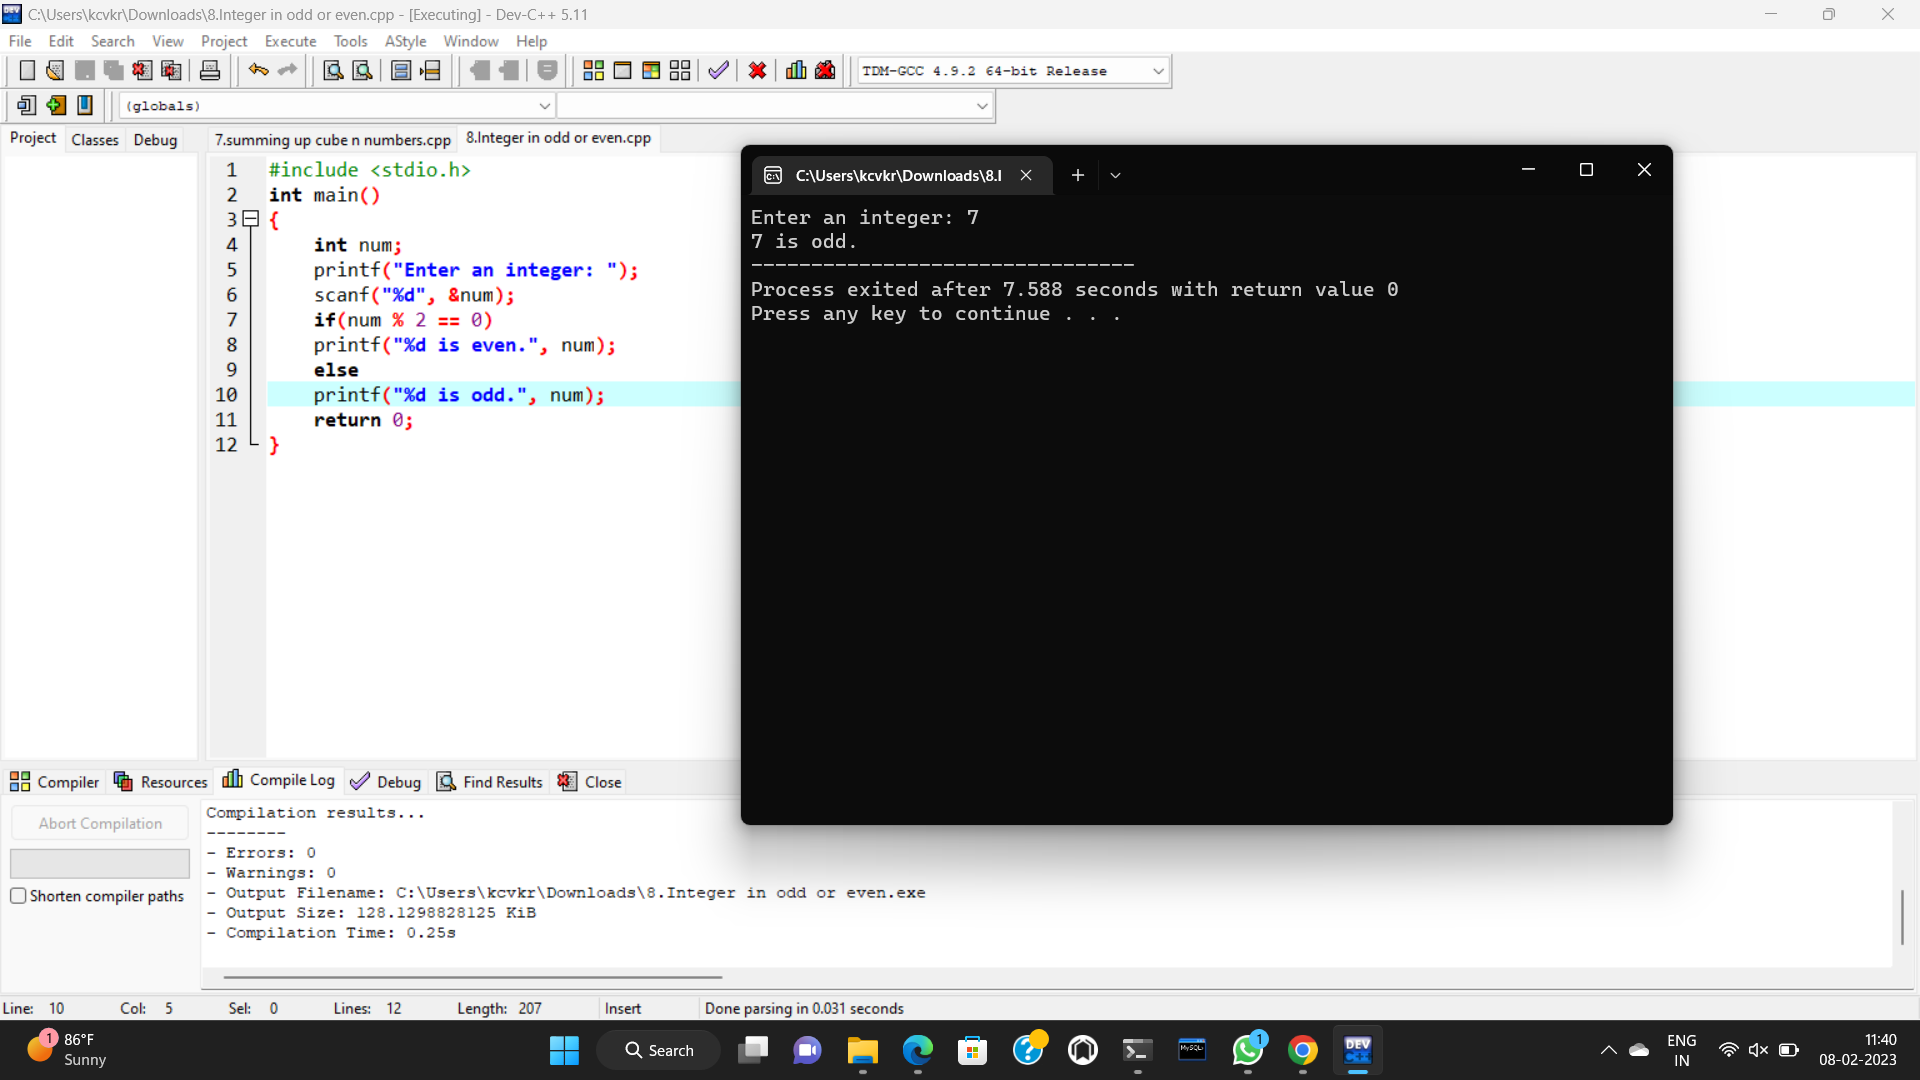 C:\Users\kcvkr\Downloads\8.Integer in odd or even.cpp - [Executing] - Dev-C++ 5.11
File Edit Search View Project Execute Tools AStyle Window Help
TDM-GCC 4.9.2 64-bit Release
(globals)
Project Classes Debug
7.summing up cube n numbers.cpp 8.Integer in odd or even.cpp
1 #include <stdio.h>
2 int main()
3 {
4 int num;
5 printf("Enter an integer: ");
6 scanf("%d", &num);
7 if(num % 2 == 0)
8 printf("%d is even.", num);
9 else
10 printf("%d is odd.", num);
11 return 0;
12 }
C:\Users\kcvkr\Downloads\8.I
Enter an integer: 7
7 is odd.
--------------------------------
Process exited after 7.588 seconds with return value 0
Press any key to continue . . .
Compiler Resources Compile Log Debug Find Results Close
Abort Compilation
Shorten compiler paths
Compilation results...
--------
- Errors: 0
- Warnings: 0
- Output Filename: C:\Users\kcvkr\Downloads\8.Integer in odd or even.exe
- Output Size: 128.1298828125 KiB
- Compilation Time: 0.25s
Line: 10 Col: 5 Sel: 0 Lines: 12 Length: 207 Insert Done parsing in 0.031 seconds
1
86°F
Sunny
Search
MySQL
1
DEV
C++
ENG
IN
11:40
08-02-2023